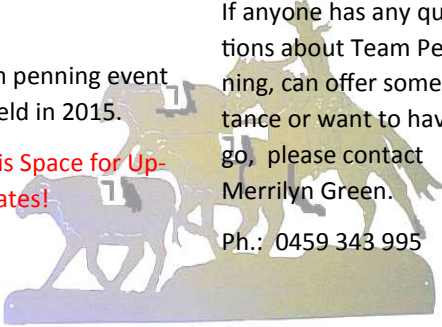 n penning event
eld in 2015.
is Space for Up-
ates!
If anyone has any qu
tions about Team Pe
ning, can offer some
tance or want to hav
go, please contact
Merrilyn Green.
Ph.: 0459 343 995